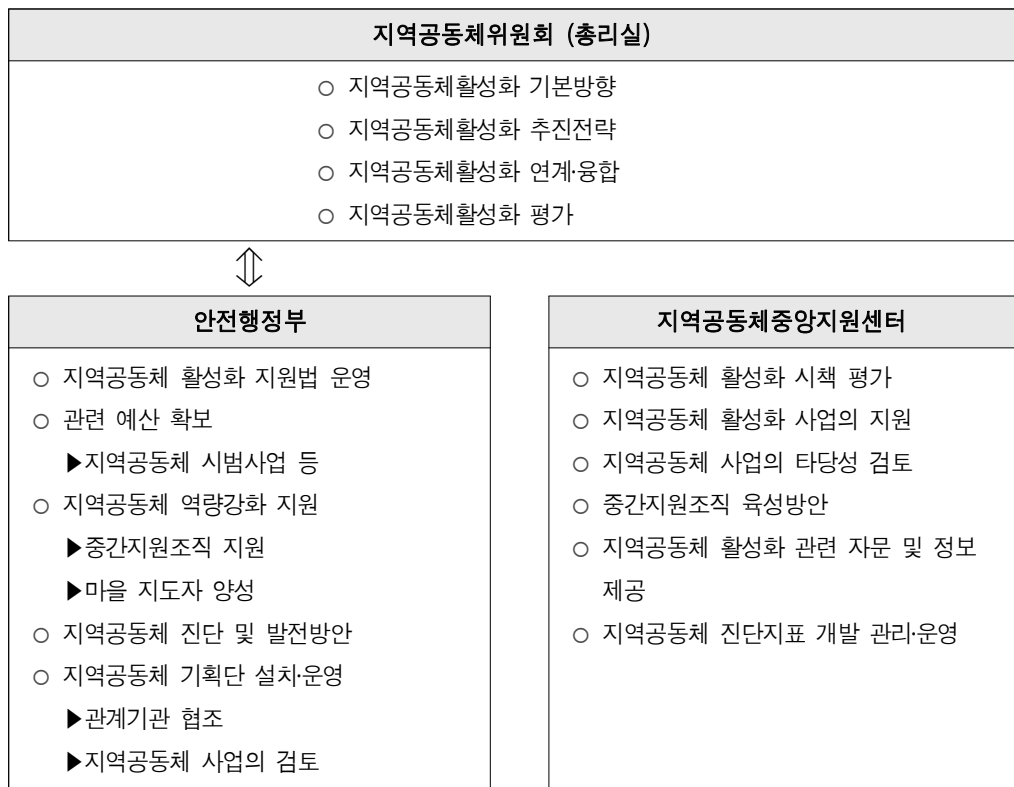 지역공동체위원회 (총리실)
○ 지역공동체활성화 기본방향
○ 지역공동체활성화 추진전략
○ 지역공동체활성화 연계·융합
○ 지역공동체활성화 평가
⇕
안전행정부
○ 지역공동체 활성화 지원법 운영
○ 관련 예산 확보
▶지역공동체 시범사업 등
○ 지역공동체 역량강화 지원
▶중간지원조직 지원
▶마을 지도자 양성
○ 지역공동체 진단 및 발전방안
○ 지역공동체 기획단 설치·운영
▶관계기관 협조
▶지역공동체 사업의 검토
지역공동체중앙지원센터
○ 지역공동체 활성화 시책 평가
○ 지역공동체 활성화 사업의 지원
○ 지역공동체 사업의 타당성 검토
○ 중간지원조직 육성방안
○ 지역공동체 활성화 관련 자문 및 정보
제공
○ 지역공동체 진단지표 개발 관리·운영